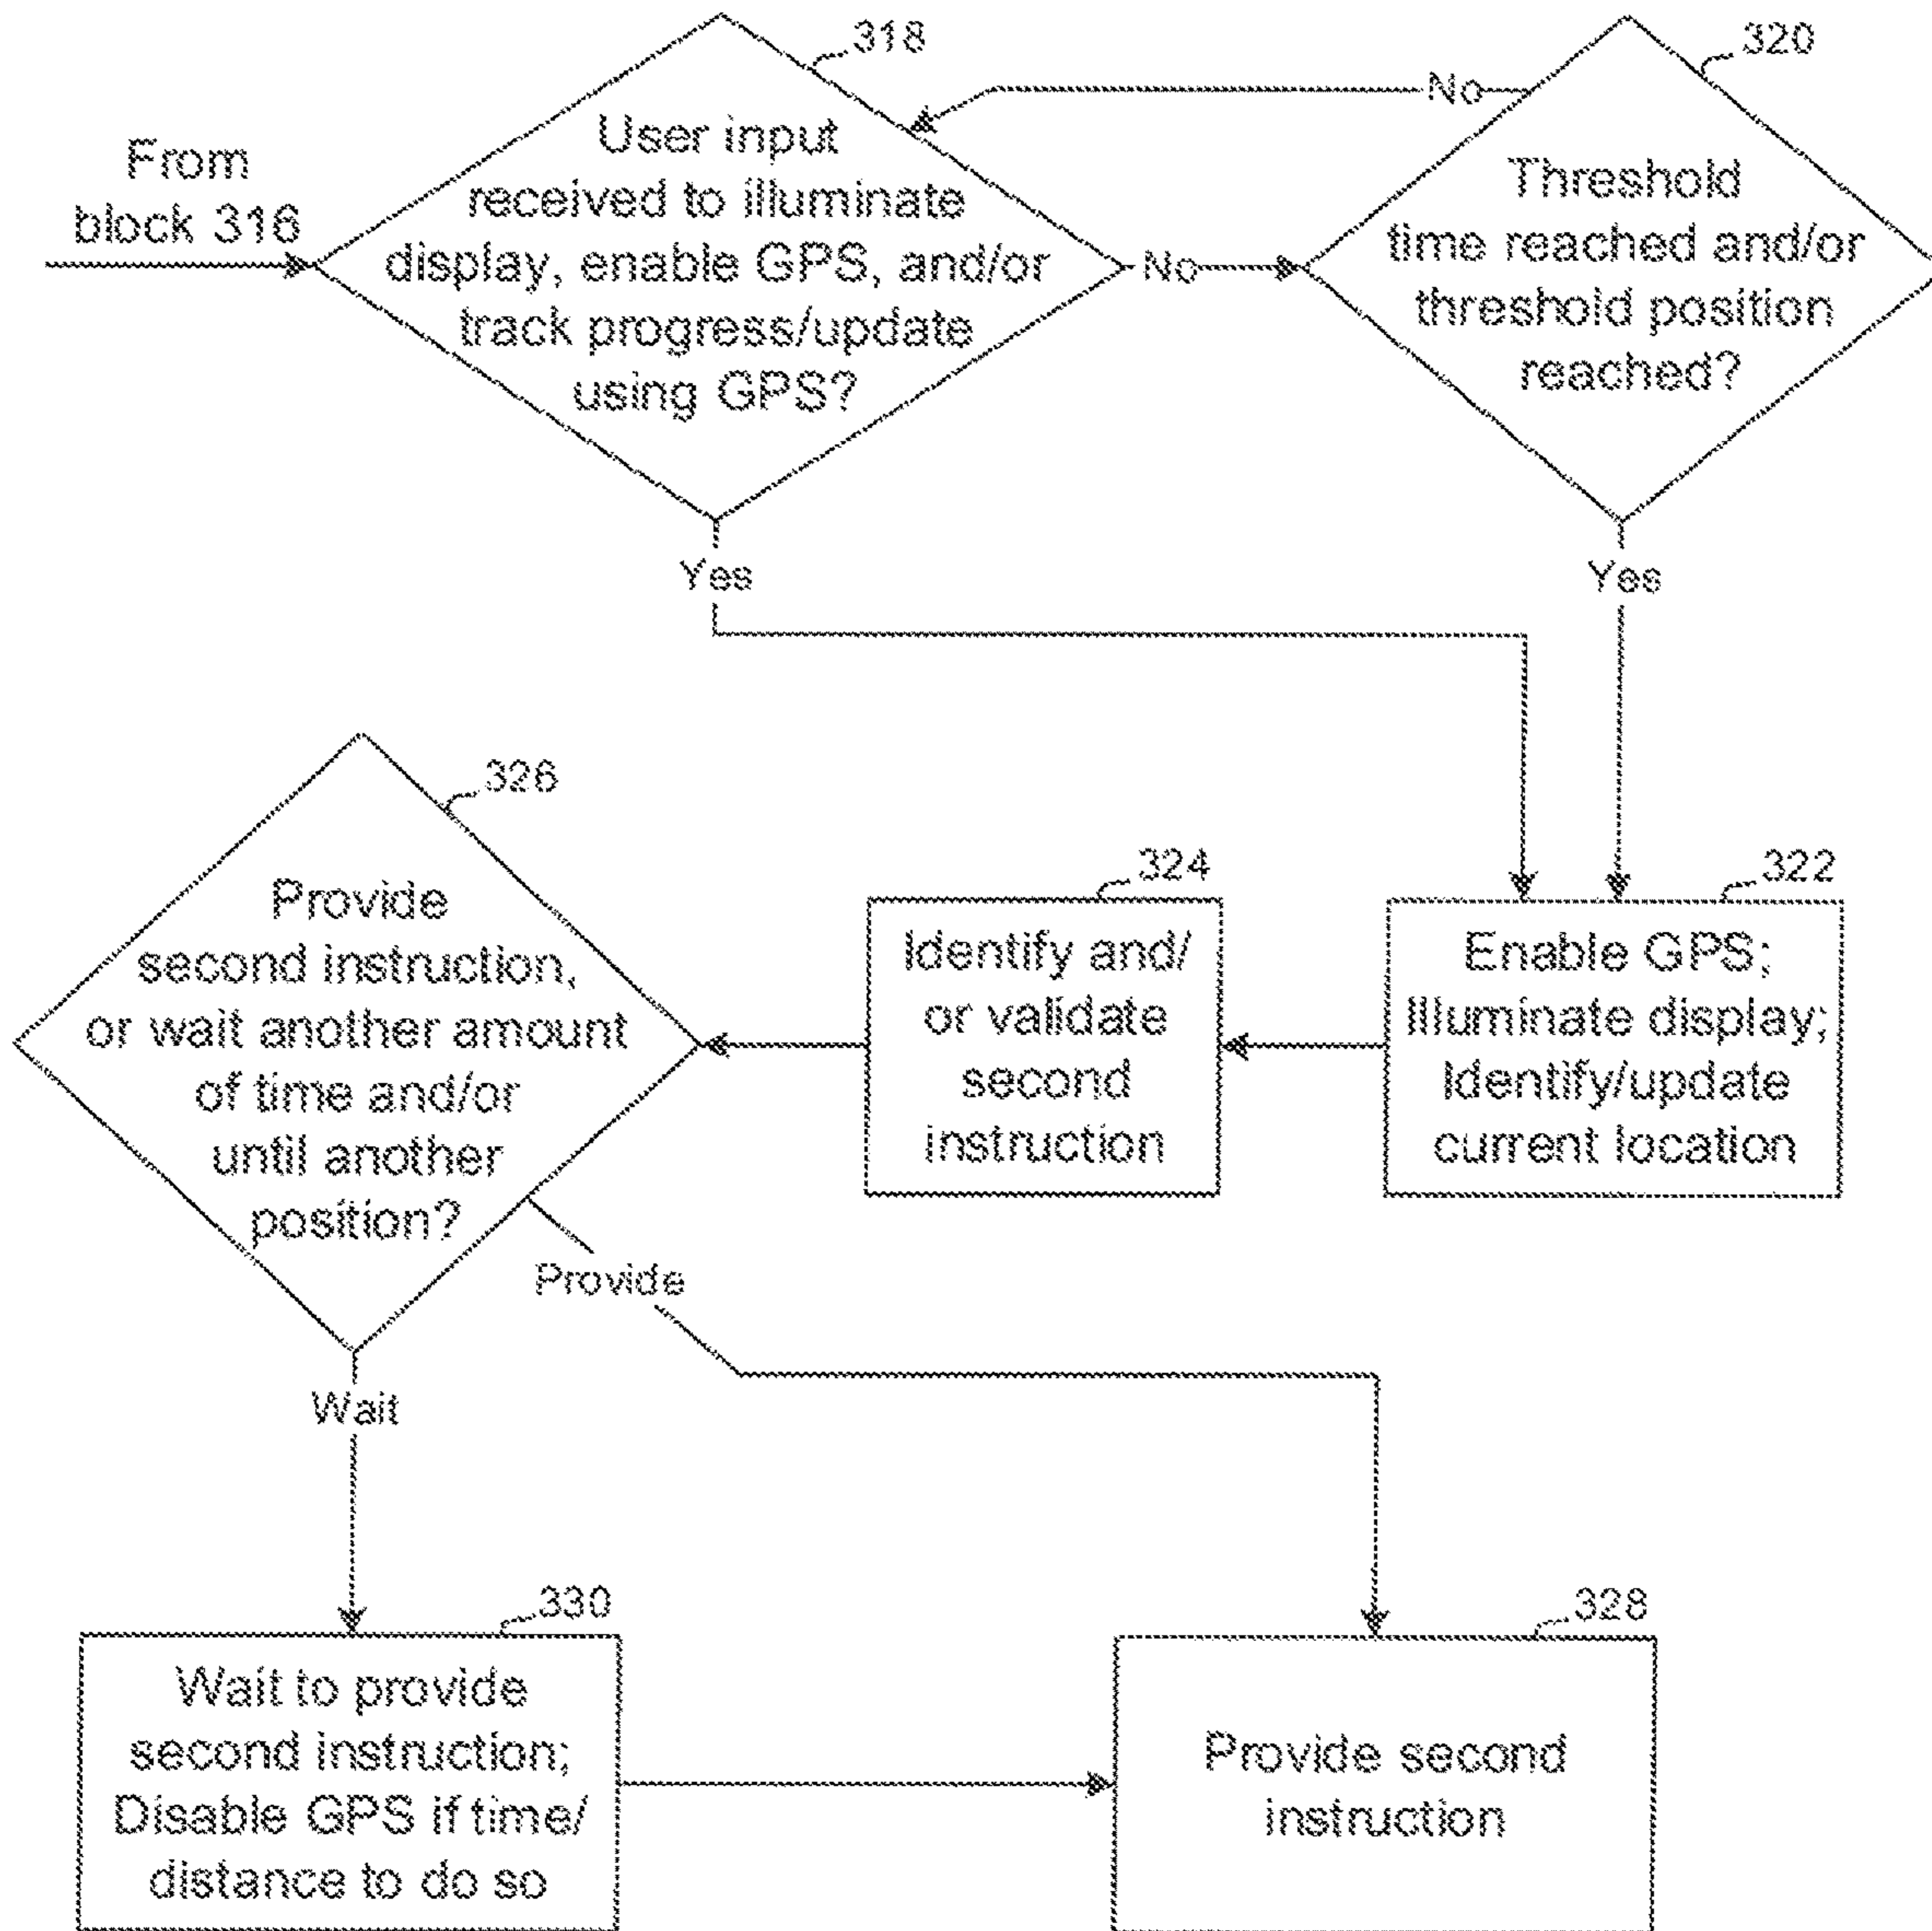 318
320
No
From
block 316
User input
received to illuminate
display, enable GPS, and/or
track progress/update
using GPS?
No
Threshold
time reached and/or
threshold position
reached?
Yes
Yes
326
Provide
second instruction,
or wait another amount
of time and/or
until another
position?
324
Identify and/
or validate
second
instruction
322
Enable GPS;
Illuminate display;
Identify/update
current location
Provide
Wait
330
Wait to provide
second instruction;
Disable GPS if time/
distance to do so
328
Provide second
instruction